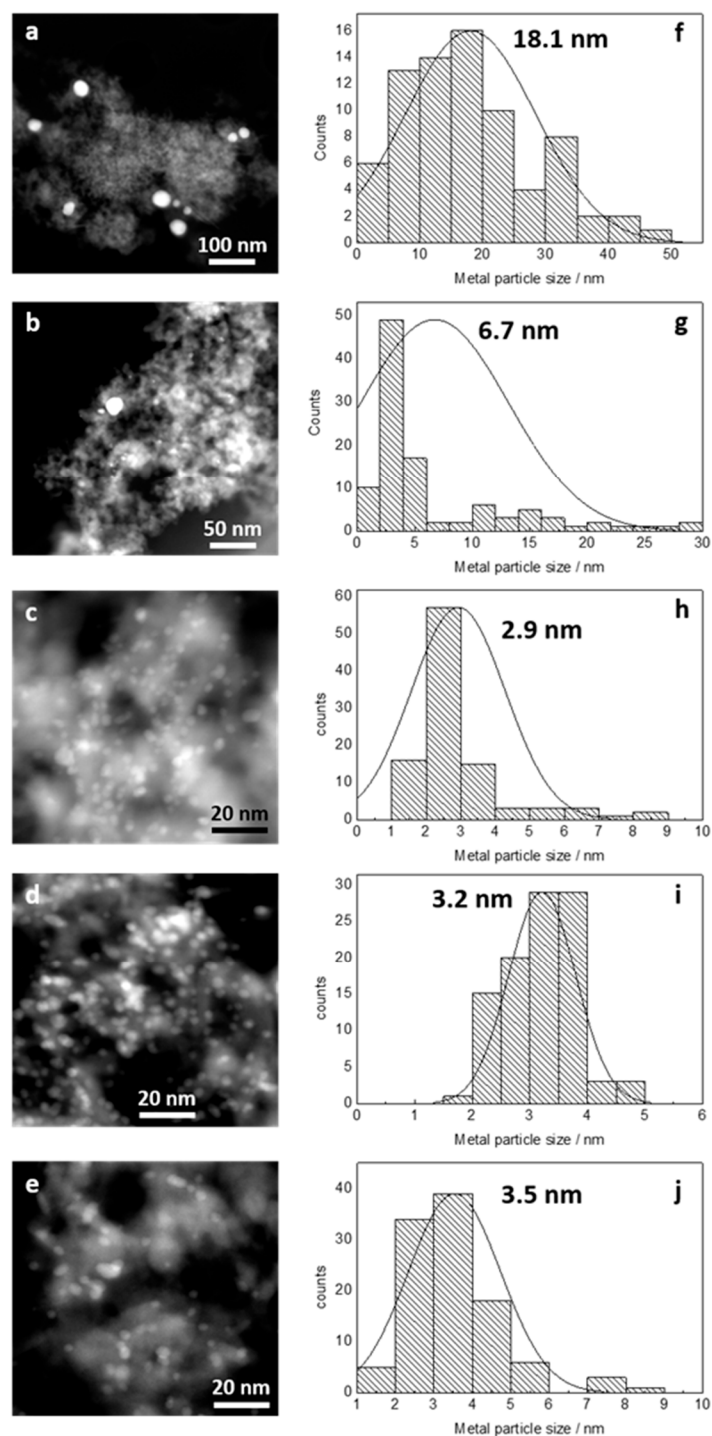 a
100 nm
18.1 nm
f
Counts
16
14
12
10
8
6
4
2
0
0 10 20 30 40 50
Metal particle size / nm
b
50 nm
6.7 nm
g
Counts
50
40
30
20
10
0
0 5 10 15 20 25 30
Metal particle size / nm
c
20 nm
2.9 nm
h
counts
60
50
40
30
20
10
0
0 1 2 3 4 5 6 7 8 9 10
Metal particle size / nm
d
20 nm
3.2 nm
i
counts
30
25
20
15
10
5
0
0 1 2 3 4 5 6
Metal particle size / nm
e
20 nm
3.5 nm
j
counts
40
30
20
10
0
1 2 3 4 5 6 7 8 9 10
Metal particle size / nm